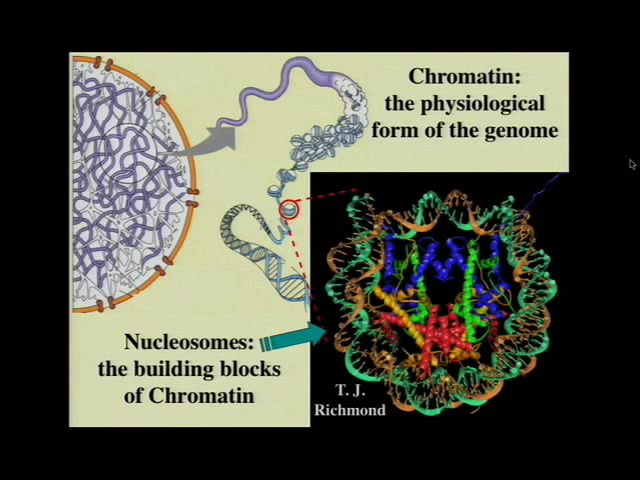 Chromatin:
the physiological
form of the genome
Nucleosomes:
the building blocks
of Chromatin
T. J.
Richmond